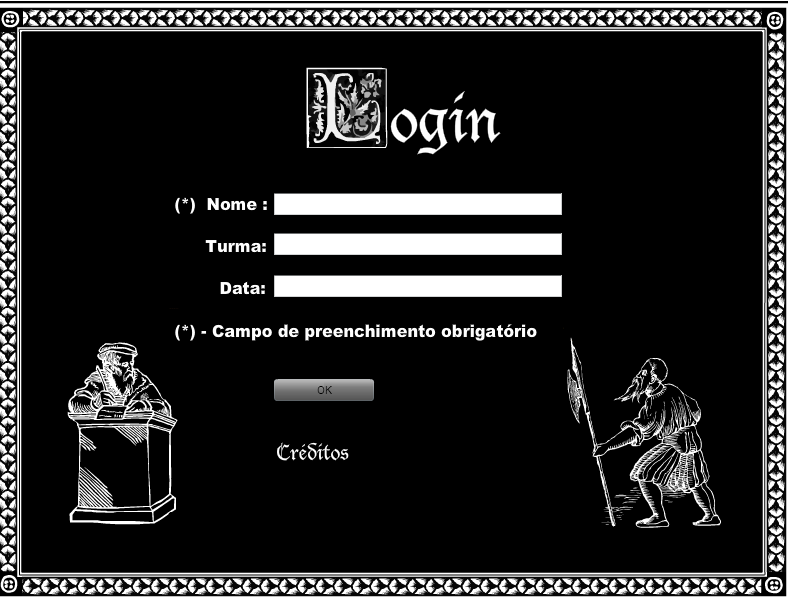 Login
(*) Nome :
Turma:
Data:
(*) - Campo de preenchimento obrigatório
OK
Créditos